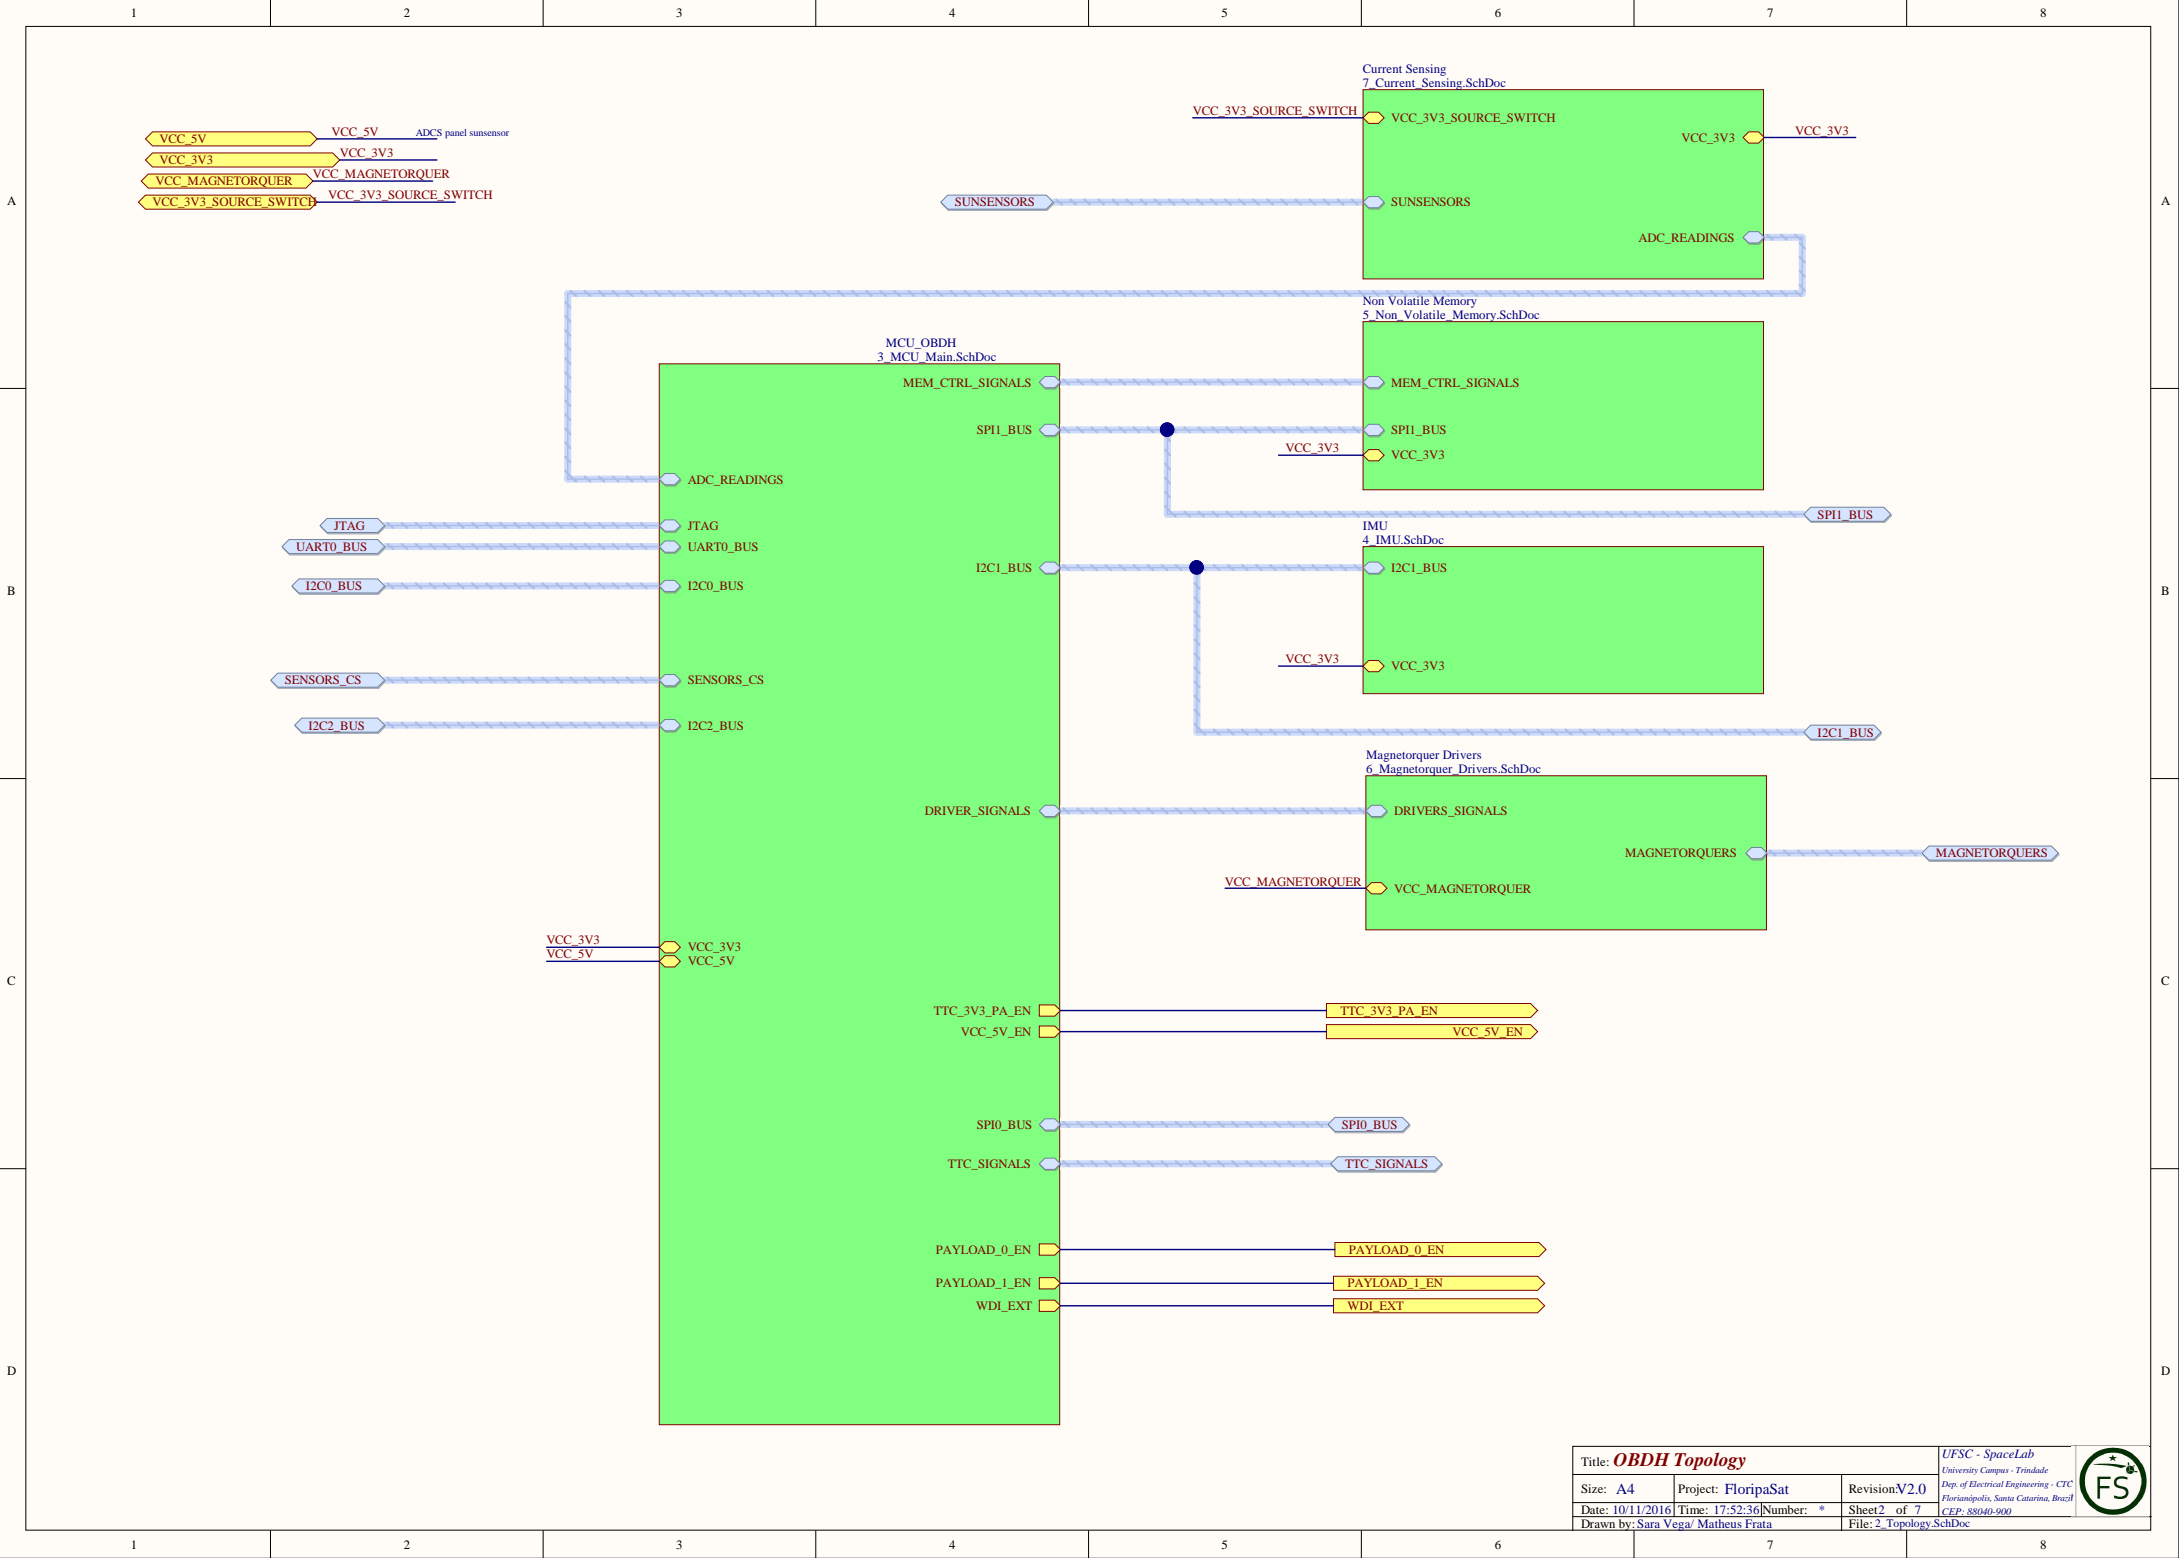 1 2 3 4 5 6 7 8
Current Sensing
7_Current_Sensing.SchDoc
VCC_3V3_SOURCE_SWITCH
VCC_3V3_SOURCE_SWITCH
VCC_3V3
VCC_3V3
SUNSENSORS
SUNSENSORS
ADC_READINGS
VCC_5V
VCC_5V
ADCS panel sunsensor
VCC_3V3
VCC_3V3
VCC_MAGNETORQUER
VCC_MAGNETORQUER
VCC_3V3_SOURCE_SWITCH
VCC_3V3_SOURCE_SWITCH
A
A
Non Volatile Memory
5_Non_Volatile_Memory.SchDoc
MCU_OBDH
3_MCU_Main.SchDoc
MEM_CTRL_SIGNALS
MEM_CTRL_SIGNALS
SPI1_BUS
SPI1_BUS
VCC_3V3
VCC_3V3
ADC_READINGS
SPI1_BUS
JTAG
JTAG
IMU
4_IMU.SchDoc
UART0_BUS
UART0_BUS
I2C1_BUS
I2C1_BUS
I2C0_BUS
I2C0_BUS
B
B
VCC_3V3
VCC_3V3
SENSORS_CS
SENSORS_CS
I2C2_BUS
I2C2_BUS
I2C1_BUS
Magnetorquer Drivers
6_Magnetorquer_Drivers.SchDoc
DRIVER_SIGNALS
DRIVERS_SIGNALS
MAGNETORQUERS
MAGNETORQUERS
VCC_MAGNETORQUER
VCC_MAGNETORQUER
VCC_3V3
VCC_3V3
VCC_5V
VCC_5V
C
C
TTC_3V3_PA_EN
TTC_3V3_PA_EN
VCC_5V_EN
VCC_5V_EN
SPI0_BUS
SPI0_BUS
TTC_SIGNALS
TTC_SIGNALS
PAYLOAD_0_EN
PAYLOAD_0_EN
PAYLOAD_1_EN
PAYLOAD_1_EN
WDI_EXT
WDI_EXT
D
D
Title: OBDH Topology
Size: A4
Project: FloripaSat
Revision:V2.0
Date: 10/11/2016
Time: 17:52:36
Number: *
Sheet2 of 7
Drawn by: Sara Vega/ Matheus Frata
File: 2_Topology.SchDoc
UFSC - SpaceLab
University Campus - Trindade
Dep. of Electrical Engineering - CTC
Florianópolis, Santa Catarina, Brazil
CEP: 88040-900
FS
1 2 3 4 5 6 7 8